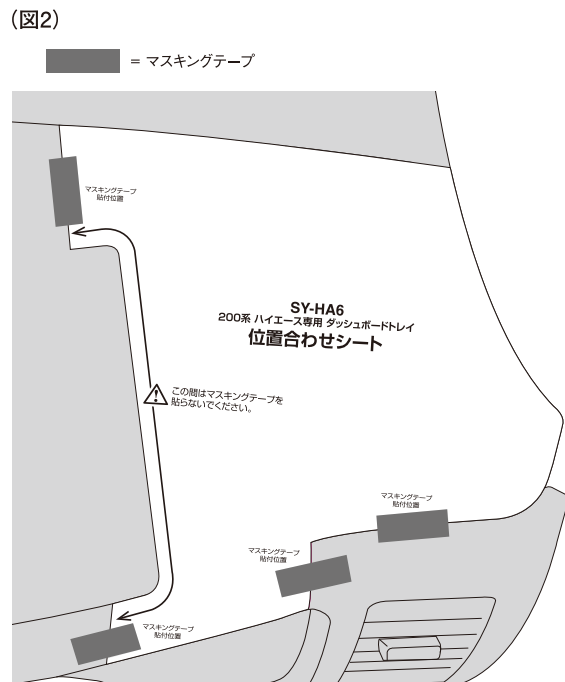 （図2）
＝ マスキングテープ
マスキングテープ
貼付位置
SY-HA6
200系 ハイエース専用 ダッシュボードトレイ
位置合わせシート
この間はマスキングテープを
貼らないでください。
マスキングテープ
貼付位置
マスキングテープ
貼付位置
マスキングテープ
貼付位置